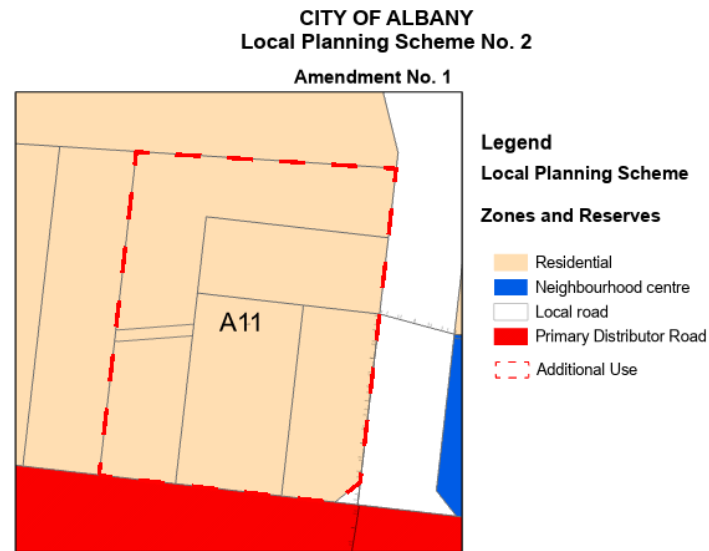 CITY OF ALBANY
Local Planning Scheme No. 2
Amendment No. 1
Legend
Local Planning Scheme
Zones and Reserves
Residential
Neighbourhood centre
Local road
Primary Distributor Road
Additional Use
A11